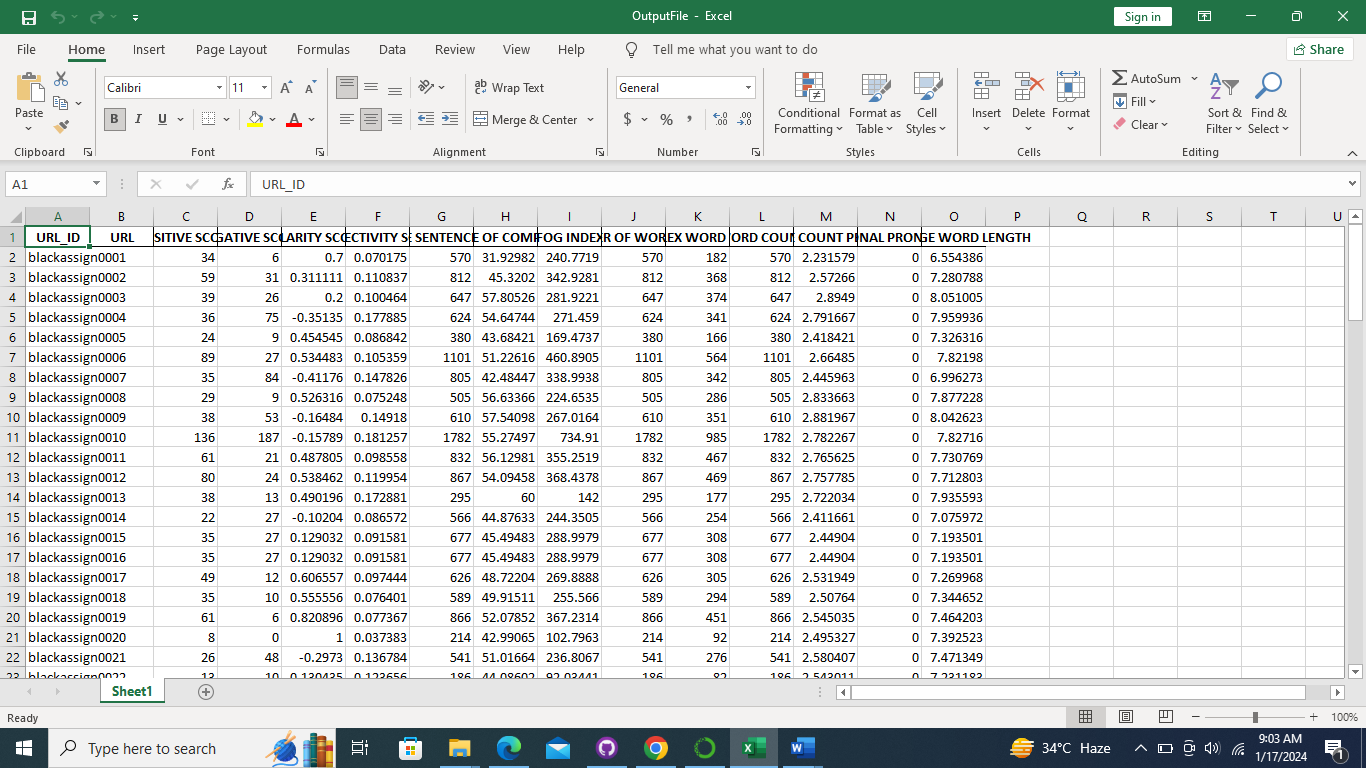 OutputFile - Excel
Sign in
File Home Insert Page Layout Formulas Data Review View Help Tell me what you want to do Share
Paste Calibri 11 Wrap Text General Conditional Formatting Format as Table Cell Styles Insert Delete Format AutoSum Fill Clear Sort & Filter Find & Select
B I U A Merge & Center $ % ,
Clipboard Font Alignment Number Styles Cells Editing
A1 fx URL_ID
A B C D E F G H I J K L M N O P Q R S T U
1 URL_ID URL SITIVE SCO GATIVE SCO LARITY SCO ECTIVITY S SENTENCE E OF COMP FOG INDEX R OF WOR EX WORD ORD COUN COUNT PE NAL PRON GE WORD LENGTH
2 blackassign0001 34 6 0.7 0.070175 570 31.92982 240.7719 570 182 570 2.231579 0 6.554386
3 blackassign0002 59 31 0.311111 0.110837 812 45.3202 342.9281 812 368 812 2.57266 0 7.280788
4 blackassign0003 39 26 0.2 0.100464 647 57.80526 281.9221 647 374 647 2.8949 0 8.051005
5 blackassign0004 36 75 -0.35135 0.177885 624 54.64744 271.459 624 341 624 2.791667 0 7.959936
6 blackassign0005 24 9 0.454545 0.086842 380 43.68421 169.4737 380 166 380 2.418421 0 7.326316
7 blackassign0006 89 27 0.534483 0.105359 1101 51.22616 460.8905 1101 564 1101 2.66485 0 7.82198
8 blackassign0007 35 84 -0.41176 0.147826 805 42.48447 338.9938 805 342 805 2.445963 0 6.996273
9 blackassign0008 29 9 0.526316 0.075248 505 56.63366 224.6535 505 286 505 2.833663 0 7.877228
10 blackassign0009 38 53 -0.16484 0.14918 610 57.54098 267.0164 610 351 610 2.881967 0 8.042623
11 blackassign0010 136 187 -0.15789 0.181257 1782 55.27497 734.91 1782 985 1782 2.782267 0 7.82716
12 blackassign0011 61 21 0.487805 0.098558 832 56.12981 355.2519 832 467 832 2.765625 0 7.730769
13 blackassign0012 80 24 0.538462 0.119954 867 54.09458 368.4378 867 469 867 2.757785 0 7.712803
14 blackassign0013 38 13 0.490196 0.172881 295 60 142 295 177 295 2.722034 0 7.935593
15 blackassign0014 22 27 -0.10204 0.086572 566 44.87633 244.3505 566 254 566 2.411661 0 7.075972
16 blackassign0015 35 27 0.129032 0.091581 677 45.49483 288.9979 677 308 677 2.44904 0 7.193501
17 blackassign0016 35 27 0.129032 0.091581 677 45.49483 288.9979 677 308 677 2.44904 0 7.193501
18 blackassign0017 49 12 0.606557 0.097444 626 48.72204 269.8888 626 305 626 2.531949 0 7.269968
19 blackassign0018 35 10 0.555556 0.076401 589 49.91511 255.566 589 294 589 2.50764 0 7.344652
20 blackassign0019 61 6 0.820896 0.077367 866 52.07852 367.2314 866 451 866 2.545035 0 7.464203
21 blackassign0020 8 0 1 0.037383 214 42.99065 102.7963 214 92 214 2.495327 0 7.392523
22 blackassign0021 26 48 -0.2973 0.136784 541 51.01664 236.8067 541 276 541 2.580407 0 7.471349
23 blackassign0022 13 10 0.130435 0.123656 186 44.08602 92.03441 186 82 186 2.543011 0 7.231183
Sheet1
Ready 100%
Type here to search 34°C Haze 9:03 AM
1/17/2024 1